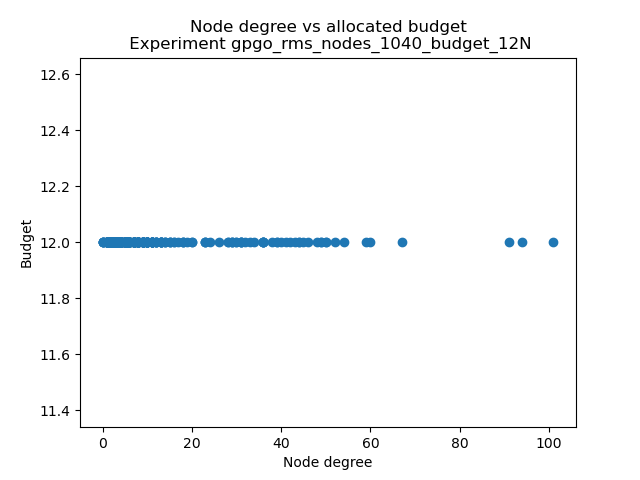 Node degree vs allocated budget
Experiment gpgo_rms_nodes_1040_budget_12N
12.6
12.4
12.2
12.0
11.8
11.6
11.4
Budget
0 20 40 60 80 100
Node degree